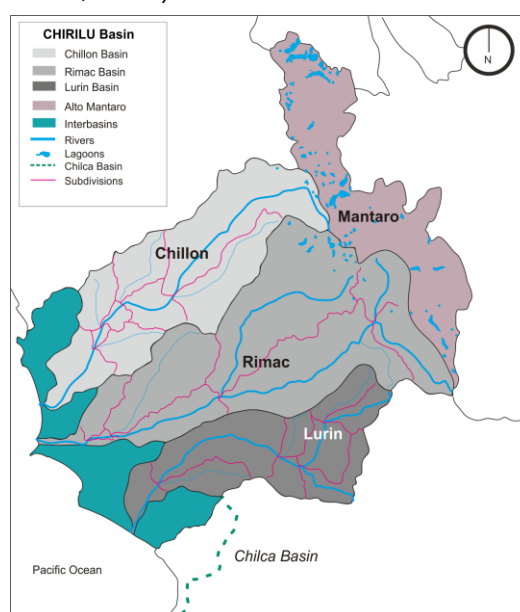 CHIRILU Basin
Chillon Basin
Rimac Basin
Lurin Basin
Alto Mantaro
Interbasins
Rivers
Lagoons
Chilca Basin
Subdivisions
N
Mantaro
Chillon
Rimac
Lurin
Chilca Basin
Pacific Ocean